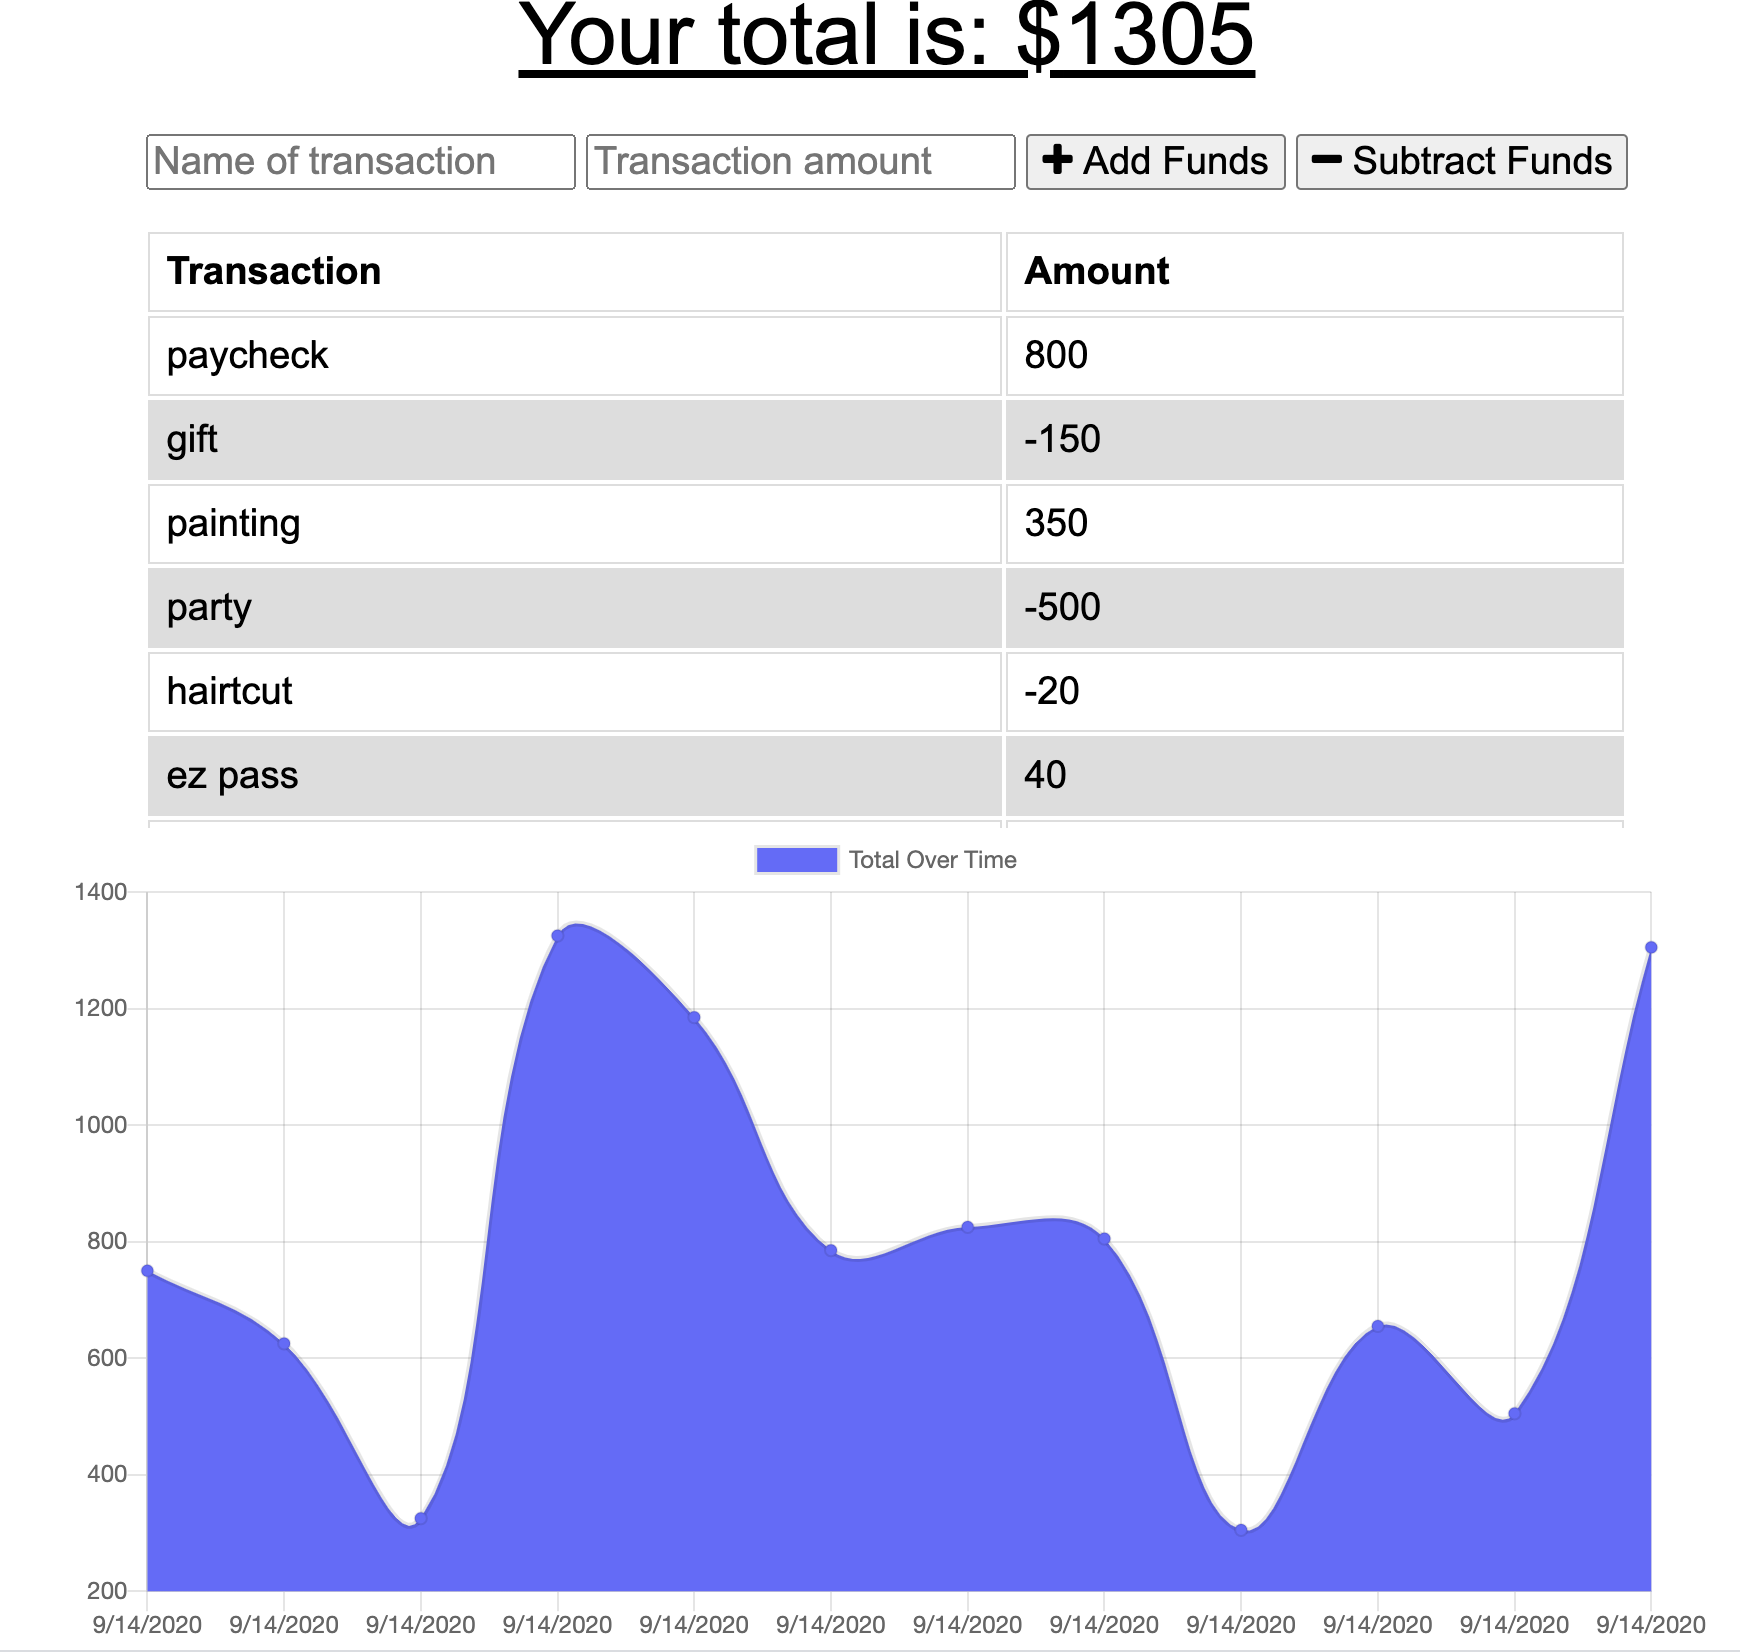 Your total is: $1305
Name of transaction Transaction amount Add Funds Subtract Funds
Transaction Amount
paycheck 800
gift -150
painting 350
party -500
hairtcut -20
ez pass 40
Total Over Time
1400
1200
1000
800
600
400
200
9/14/2020 9/14/2020 9/14/2020 9/14/2020 9/14/2020 9/14/2020 9/14/2020 9/14/2020 9/14/2020 9/14/2020 9/14/2020 9/14/2020